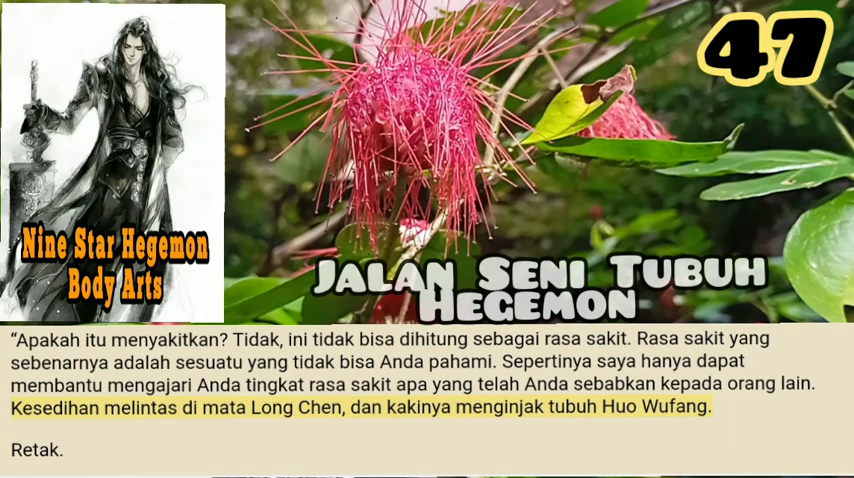 47
Nine Star Hegemon
Body Arts
Jalan Seni Tubuh
Hegemon
“Apakah itu menyakitkan? Tidak, ini tidak bisa dihitung sebagai rasa sakit. Rasa sakit yang
sebenarnya adalah sesuatu yang tidak bisa Anda pahami. Sepertinya saya hanya dapat
membantu mengajari Anda tingkat rasa sakit apa yang telah Anda sebabkan kepada orang lain.
Kesedihan melintas di mata Long Chen, dan kakinya menginjak tubuh Huo Wufang.
Retak.